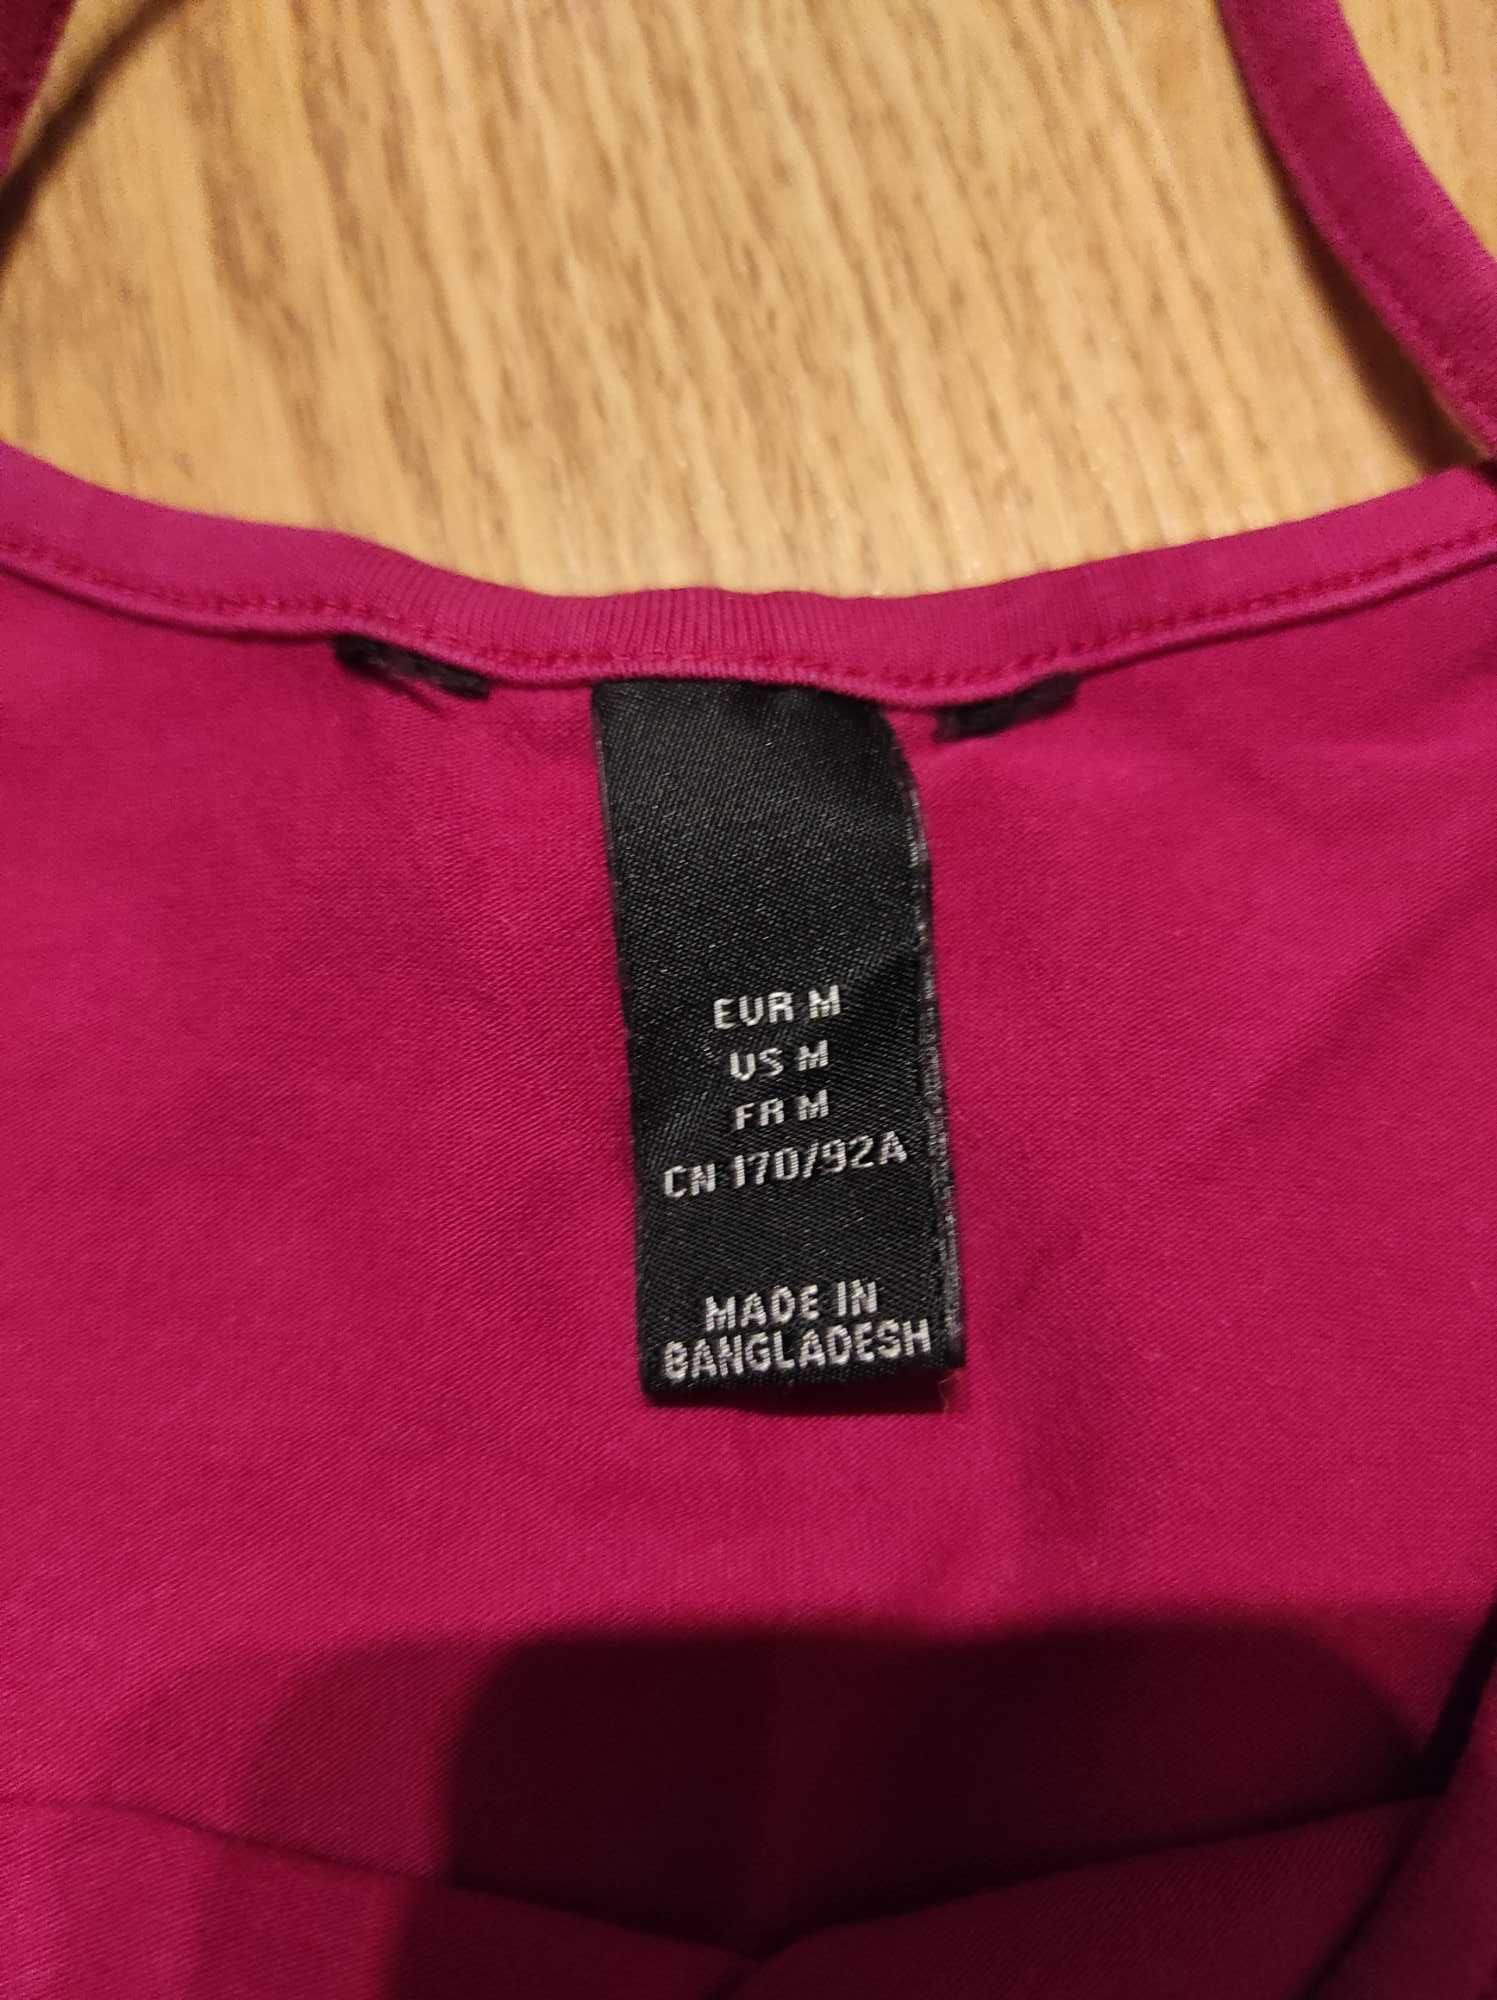 EUR M
US M
FR M
CN 170/92A
MADE IN
BANGLADESH